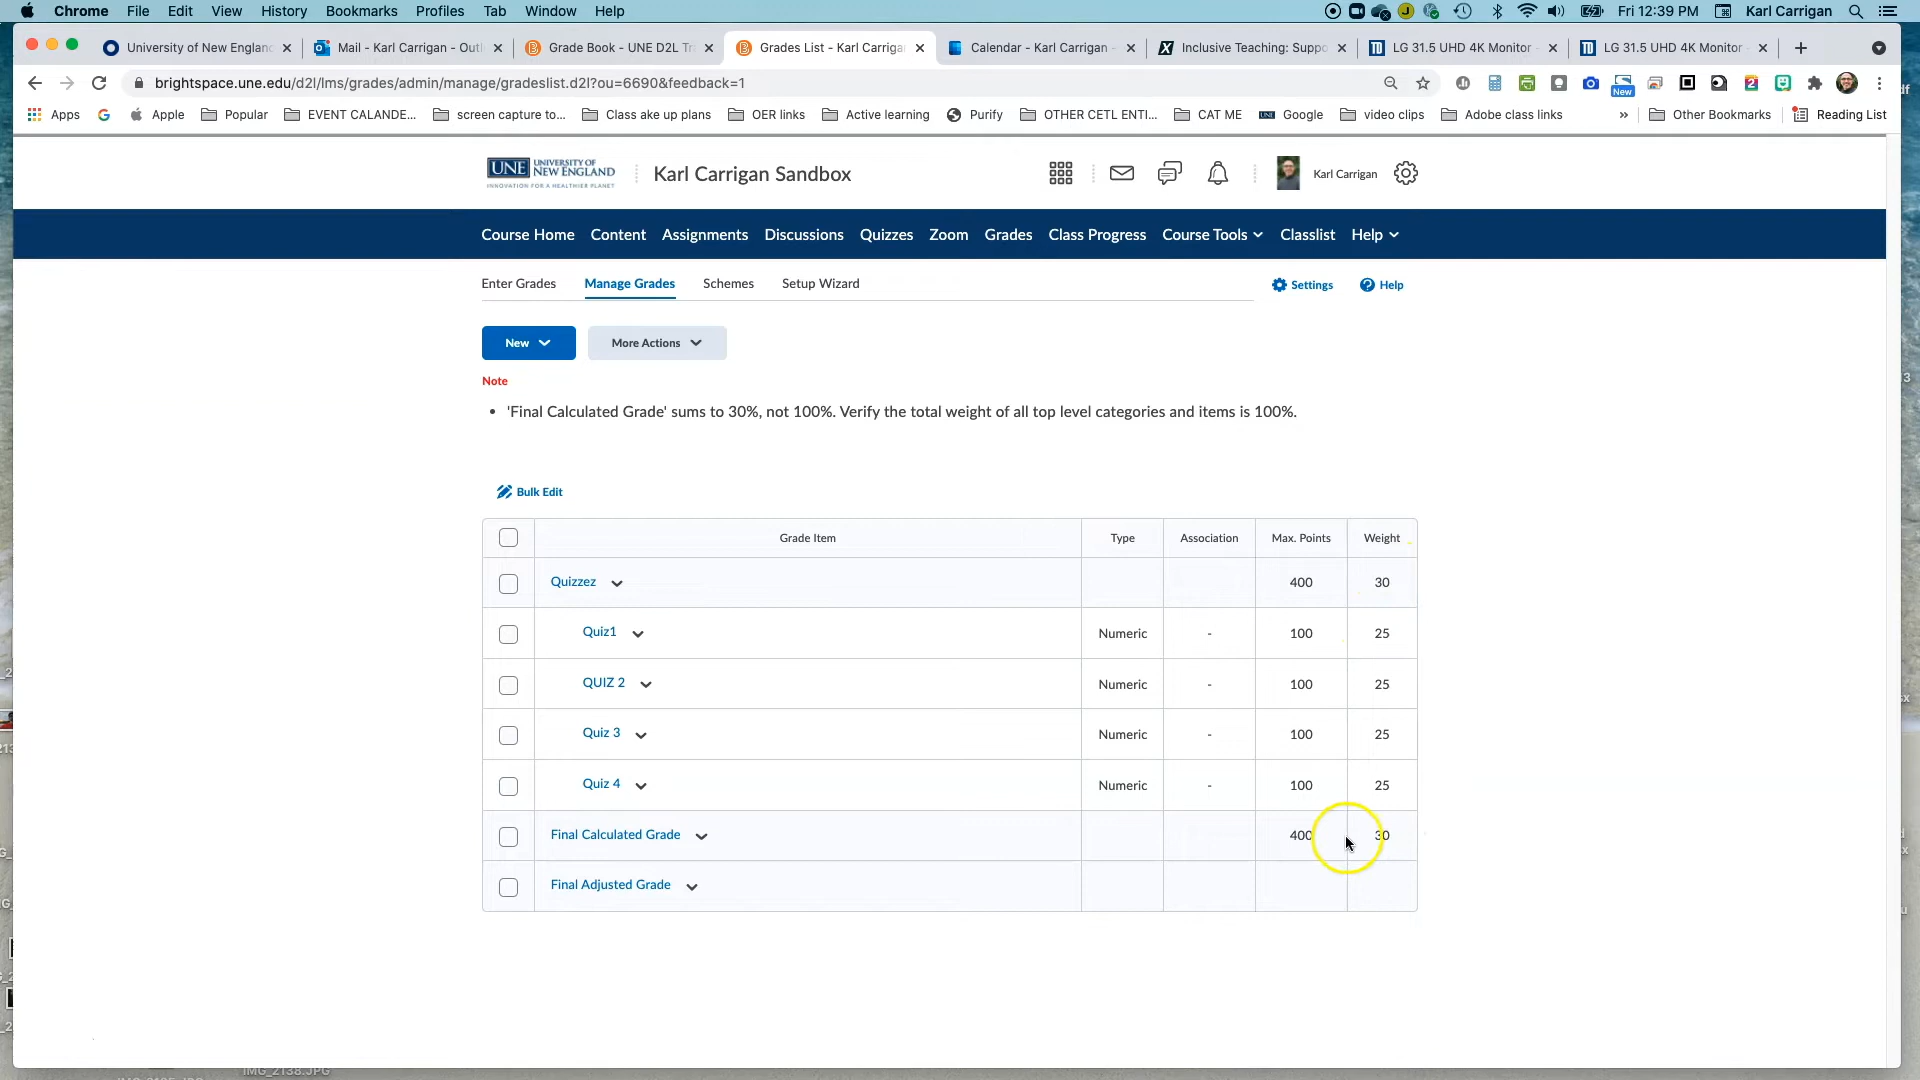 Chrome File Edit View History Bookmarks Profiles Tab Window Help
Fri 12:39 PM Karl Carrigan
University of New England
Mail - Karl Carrigan - Outl
Grade Book - UNE D2L Tr
Grades List - Karl Carrigan
Calendar - Karl Carrigan -
Inclusive Teaching: Suppo
LG 31.5 UHD 4K Monitor -
LG 31.5 UHD 4K Monitor -
brightspace.une.edu/d2l/lms/grades/admin/manage/gradeslist.d2l?ou=6690&feedback=1
New
Apps Apple Popular EVENT CALANDE... screen capture to... Class ake up plans OER links Active learning Purify OTHER CETL ENTI... CAT ME Google video clips Adobe class links » Other Bookmarks Reading List
UNE UNIVERSITY OF NEW ENGLAND
INNOVATION FOR A HEALTHIER PLANET
Karl Carrigan Sandbox
Karl Carrigan
Course Home Content Assignments Discussions Quizzes Zoom Grades Class Progress Course Tools Classlist Help
Enter Grades Manage Grades Schemes Setup Wizard Settings Help
New More Actions
Note
• 'Final Calculated Grade' sums to 30%, not 100%. Verify the total weight of all top level categories and items is 100%.
Bulk Edit
Grade Item Type Association Max. Points Weight
Quizzez 400 30
Quiz1 Numeric - 100 25
QUIZ 2 Numeric - 100 25
Quiz 3 Numeric - 100 25
Quiz 4 Numeric - 100 25
Final Calculated Grade 400 30
Final Adjusted Grade
IMG_2138.JPG